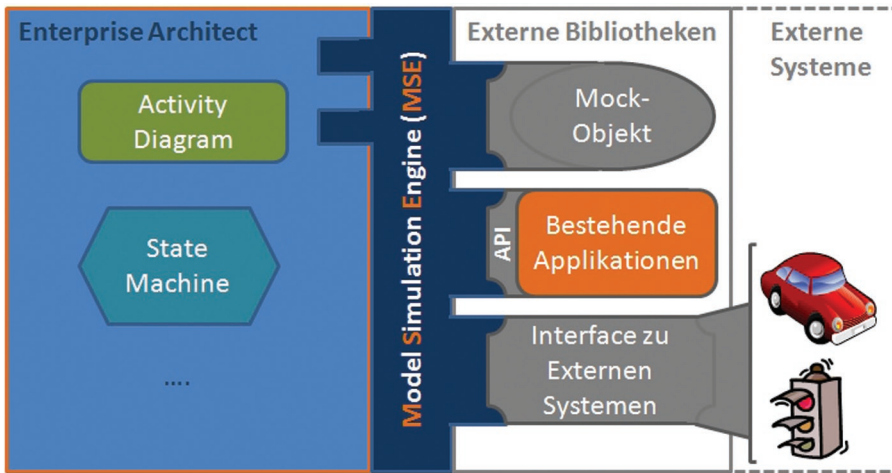 Enterprise Architect
Activity
Diagram
State
Machine
....
Model Simulation Engine (MSE)
Externe Bibliotheken
Mock-
Objekt
API
Bestehende
Applikationen
Interface zu
Externen
Systemen
Externe
Systeme